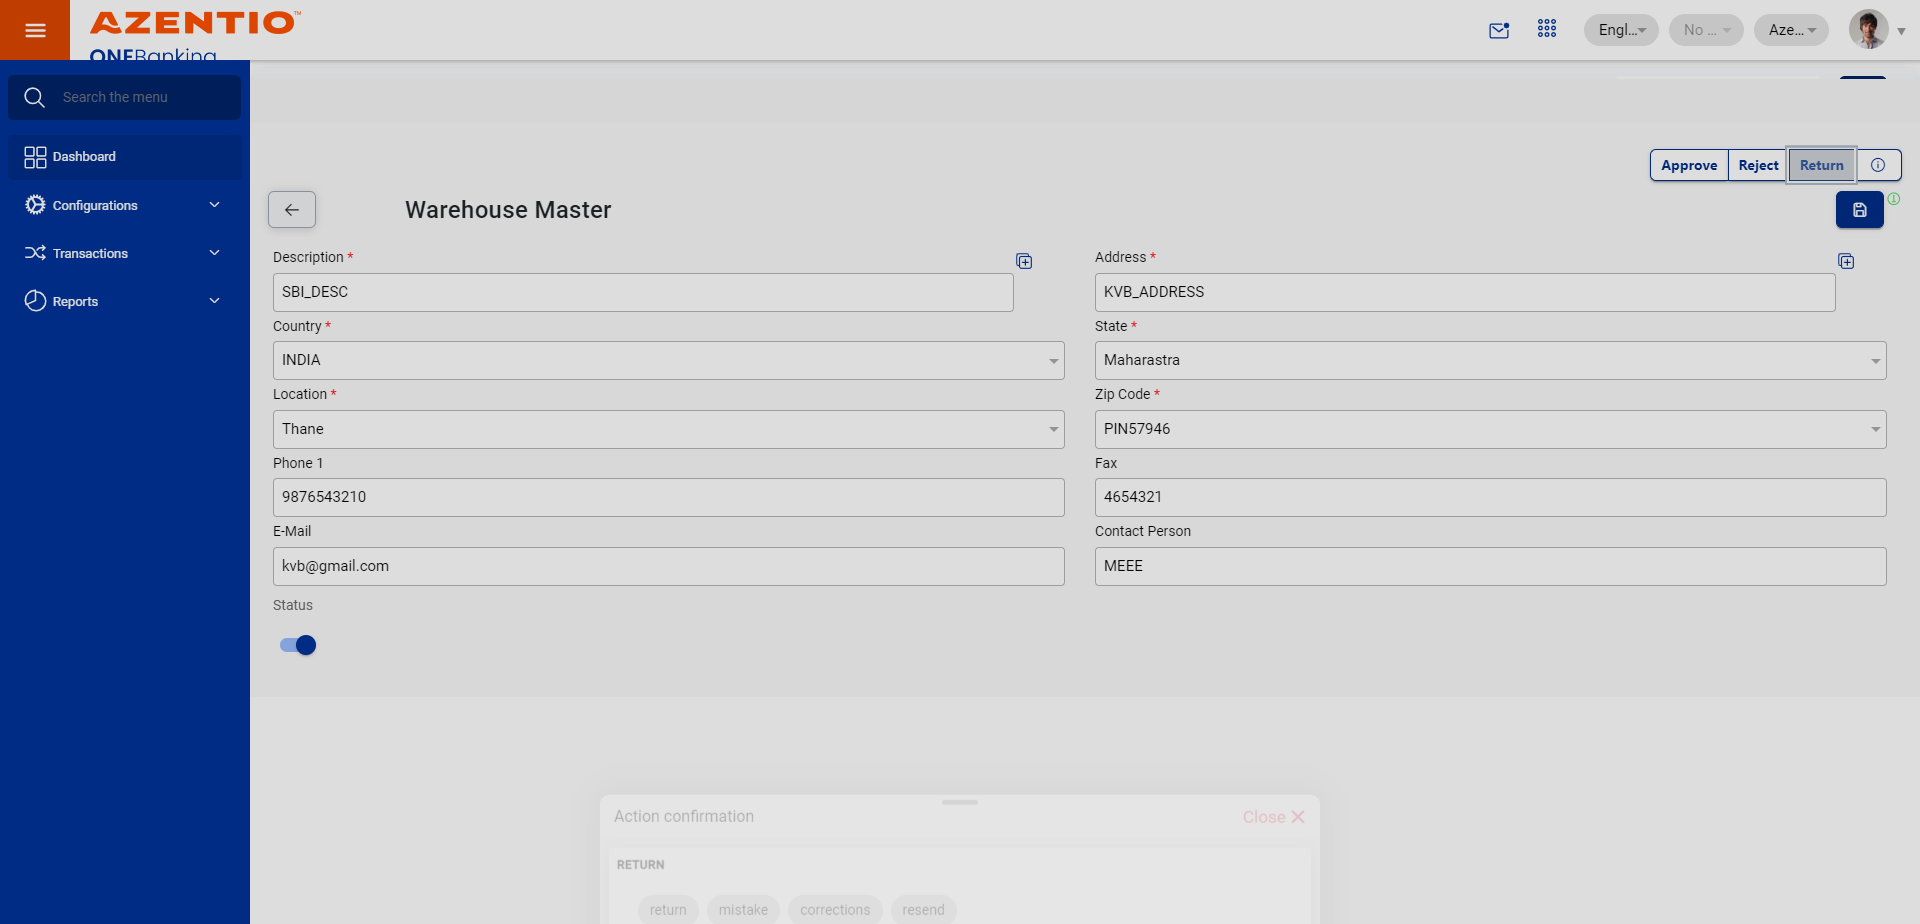 AZENTIO™
ONEBanking
Engl...
No ...
Aze...
Search the menu
Dashboard
Configurations
Transactions
Reports
Approve
Reject
Return
Warehouse Master
Description *
SBI_DESC
Address *
KVB_ADDRESS
Country *
INDIA
State *
Maharastra
Location *
Thane
Zip Code *
PIN57946
Phone 1
9876543210
Fax
4654321
E-Mail
kvb@gmail.com
Contact Person
MEEE
Status
Action confirmation
Close
RETURN
return
mistake
corrections
resend